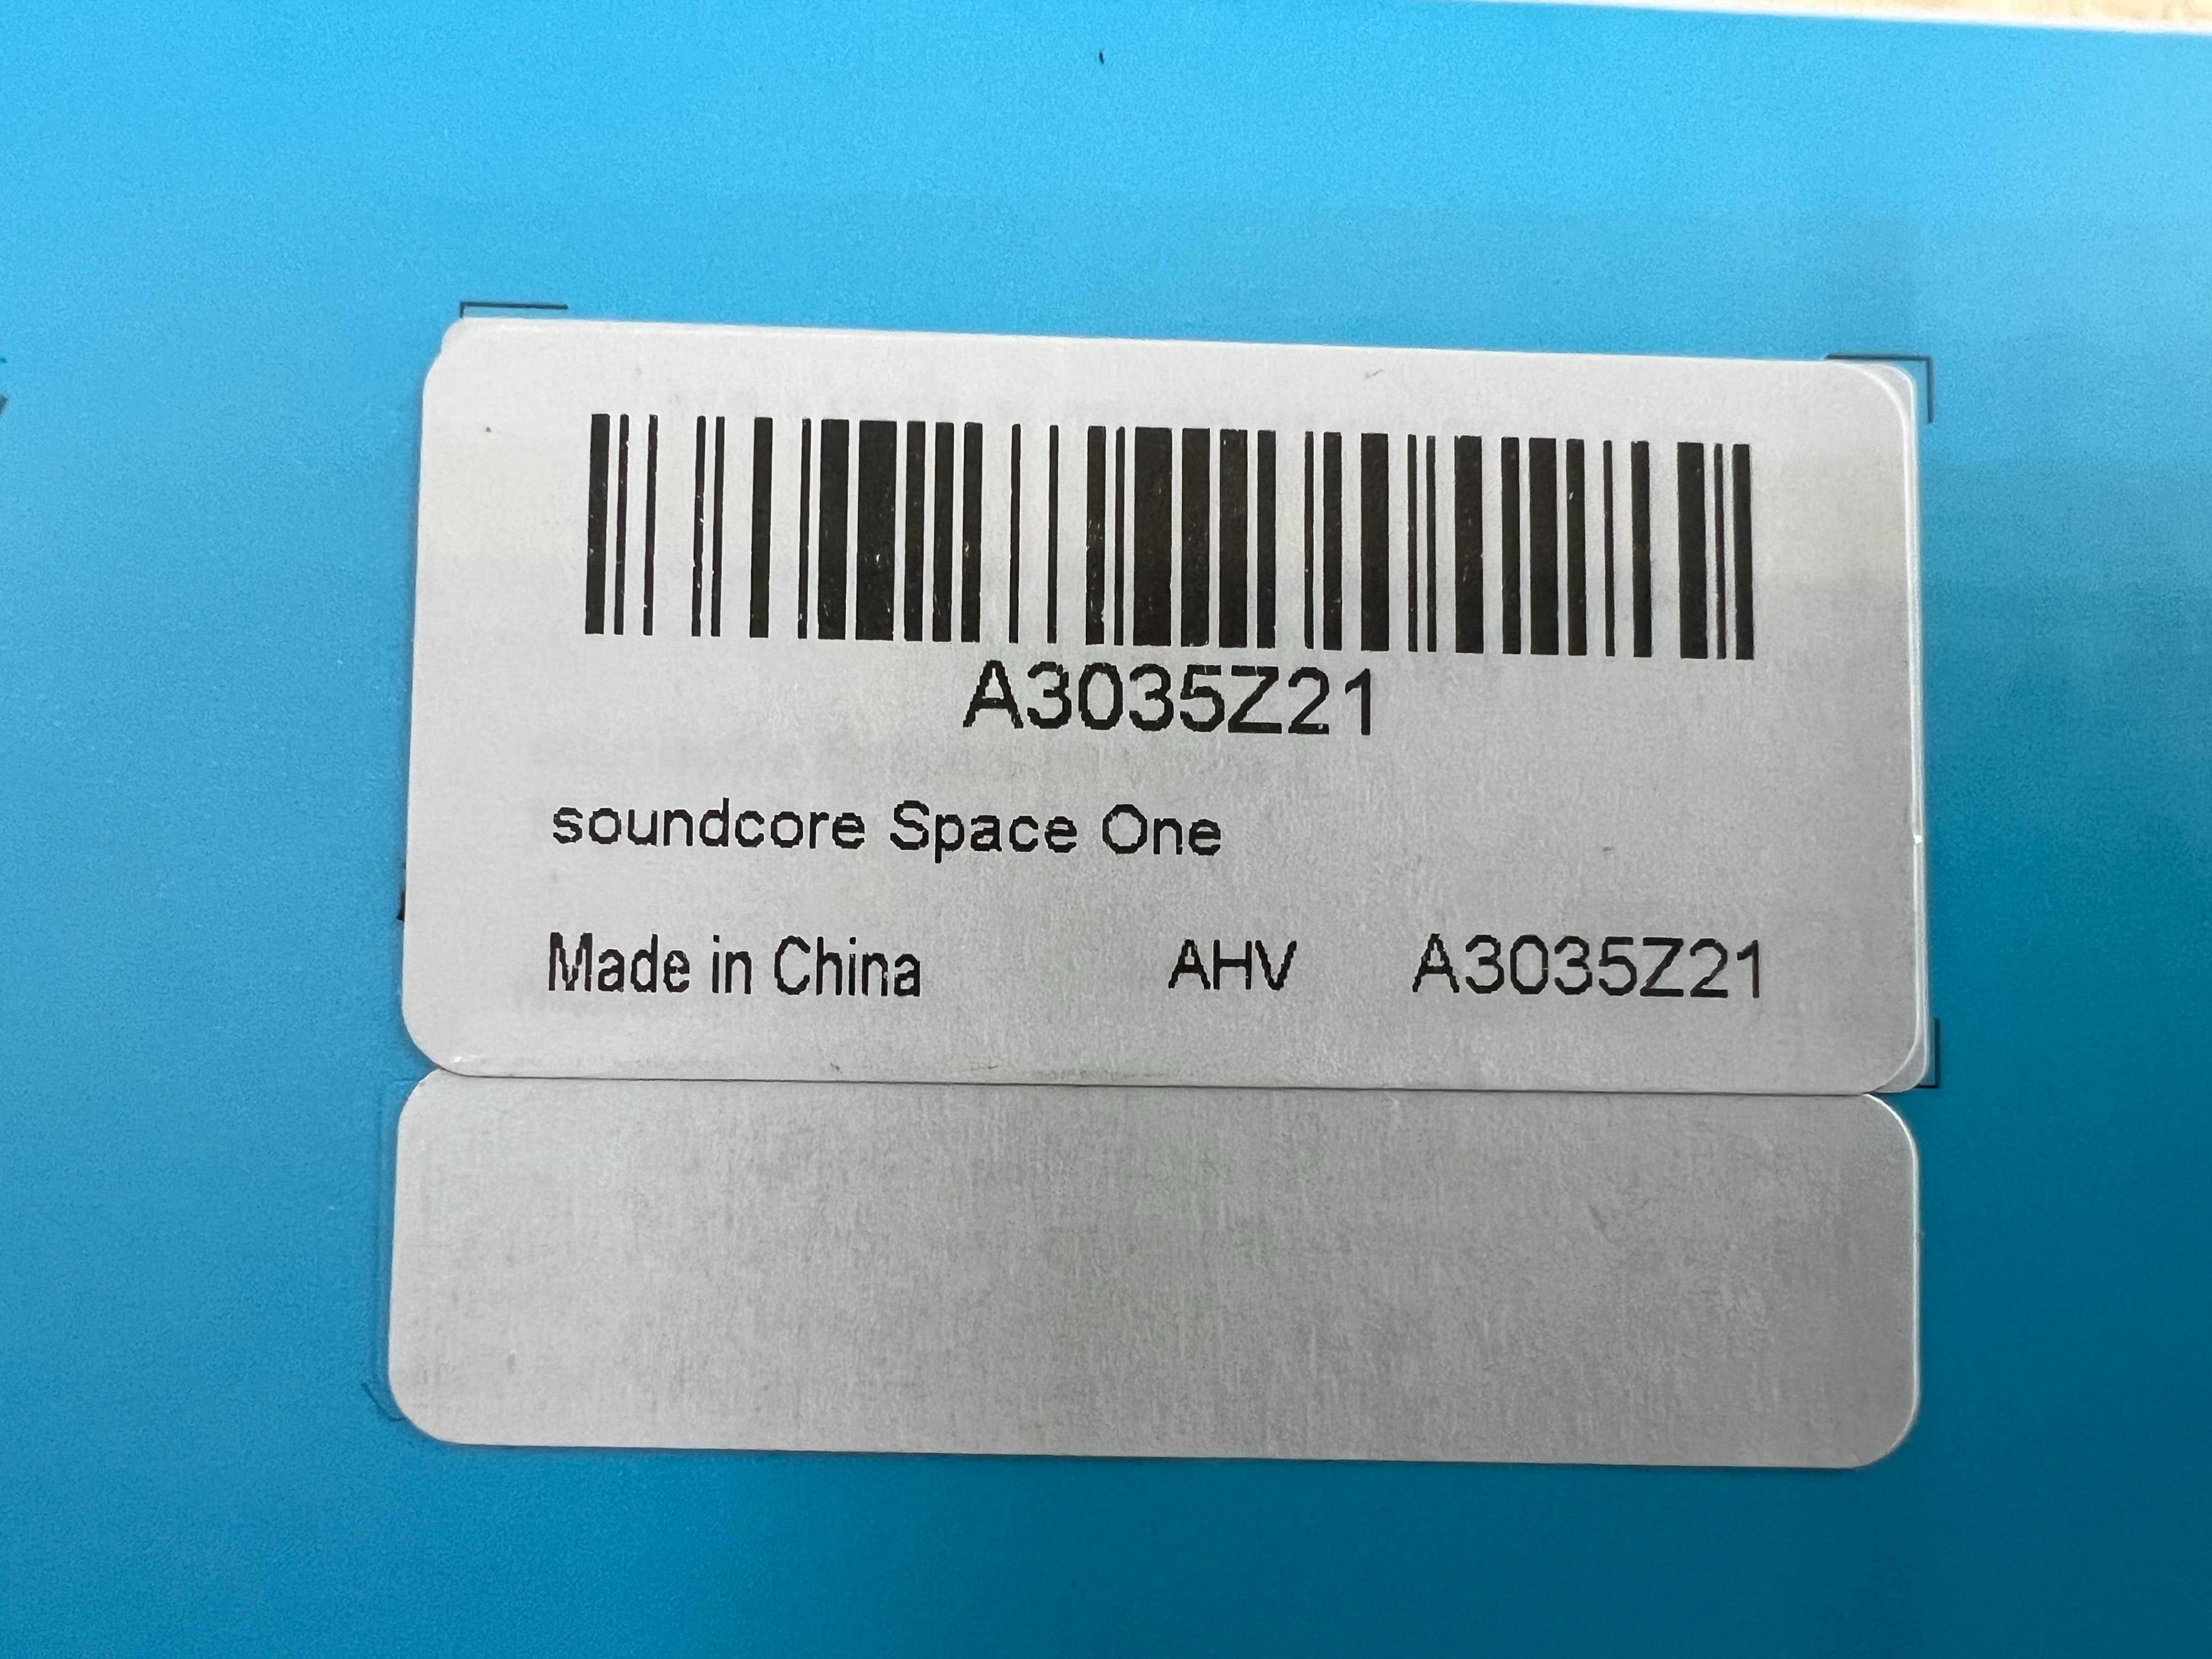 A3035Z21
soundcore Space One
Made in China AHV A3035Z21